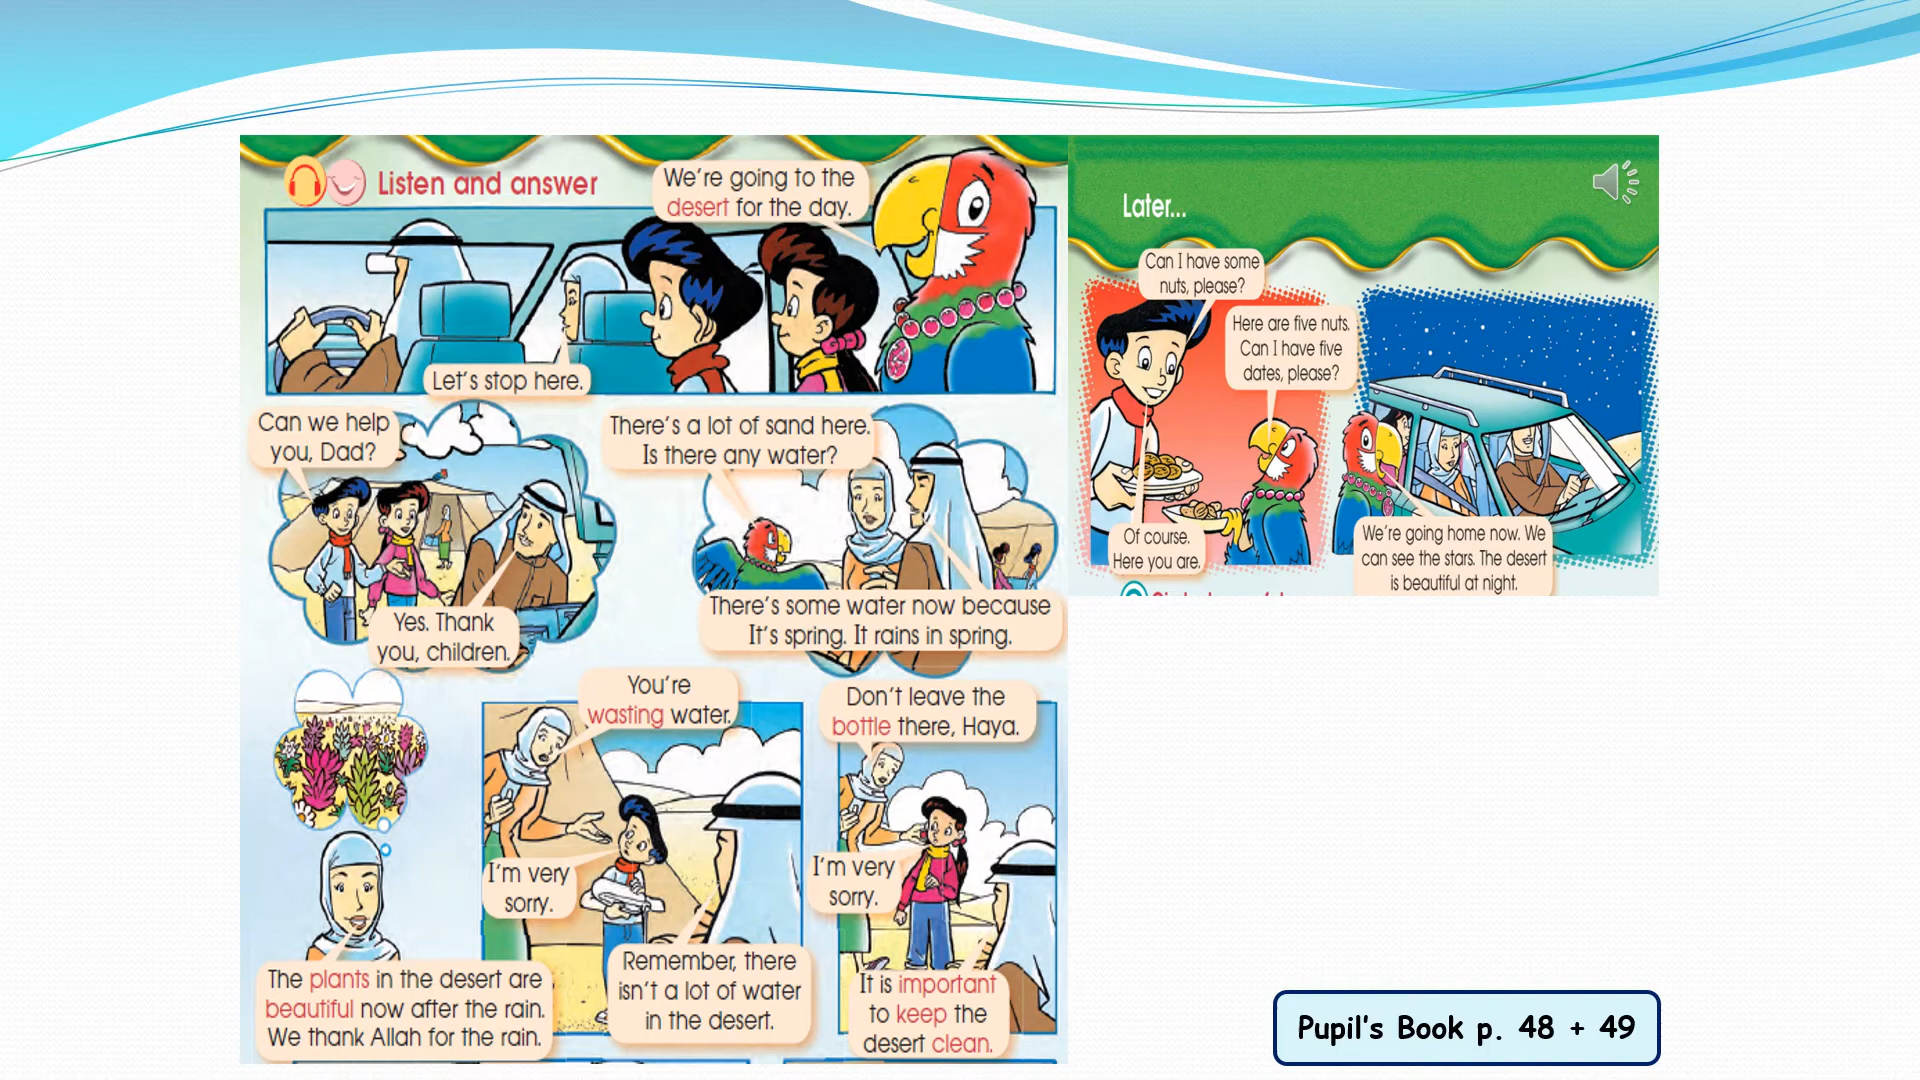 Listen and answer
We're going to the
desert for the day.
Let's stop here.
Can we help
you, Dad?
Yes. Thank
you, children.
There's a lot of sand here.
Is there any water?
There's some water now because
It's spring. It rains in spring.
The plants in the desert are
beautiful now after the rain.
We thank Allah for the rain.
You're
wasting water.
I'm very
sorry.
Remember, there
isn't a lot of water
in the desert.
Don't leave the
bottle there, Haya.
I'm very
sorry.
It is important
to keep the
desert clean.
Later...
Can I have some
nuts, please?
Of course.
Here you are.
Here are five nuts.
Can I have five
dates, please?
We're going home now. We
can see the stars. The desert
is beautiful at night.
Pupil's Book p. 48 + 49